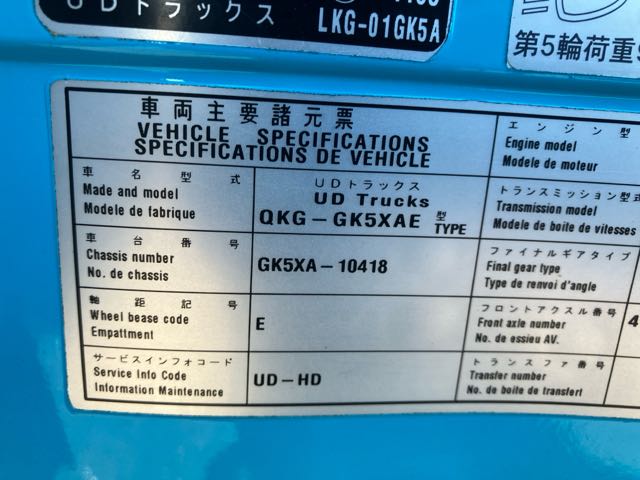 UDトラックス
LKG-01GK5A
第5輪荷重
車両主要諸元票
VEHICLE SPECIFICATIONS
SPECIFICATIONS DE VEHICLE
車名型式
Made and model
Modele de fabrique
UDトラックス
UD Trucks
QKG-GK5XAE 型 TYPE
車台番号
Chassis number
No. de chassis
GK5XA-10418
軸距記号
Wheel bease code
Empattment
E
サービスインフォコード
Service Info Code
Information Maintenance
UD-HD
エンジン型
Engine model
Modele de moteur
トランスミッション型式
Transmission model
Modele de boite de vitesses
ファイナルギアタイプ
Final gear type
Type de renvoi d'angle
フロントアクスル番号
Front axle number
No. de essieu AV.
4
トランスファ番号
Transfer number
No. de boite de transfert